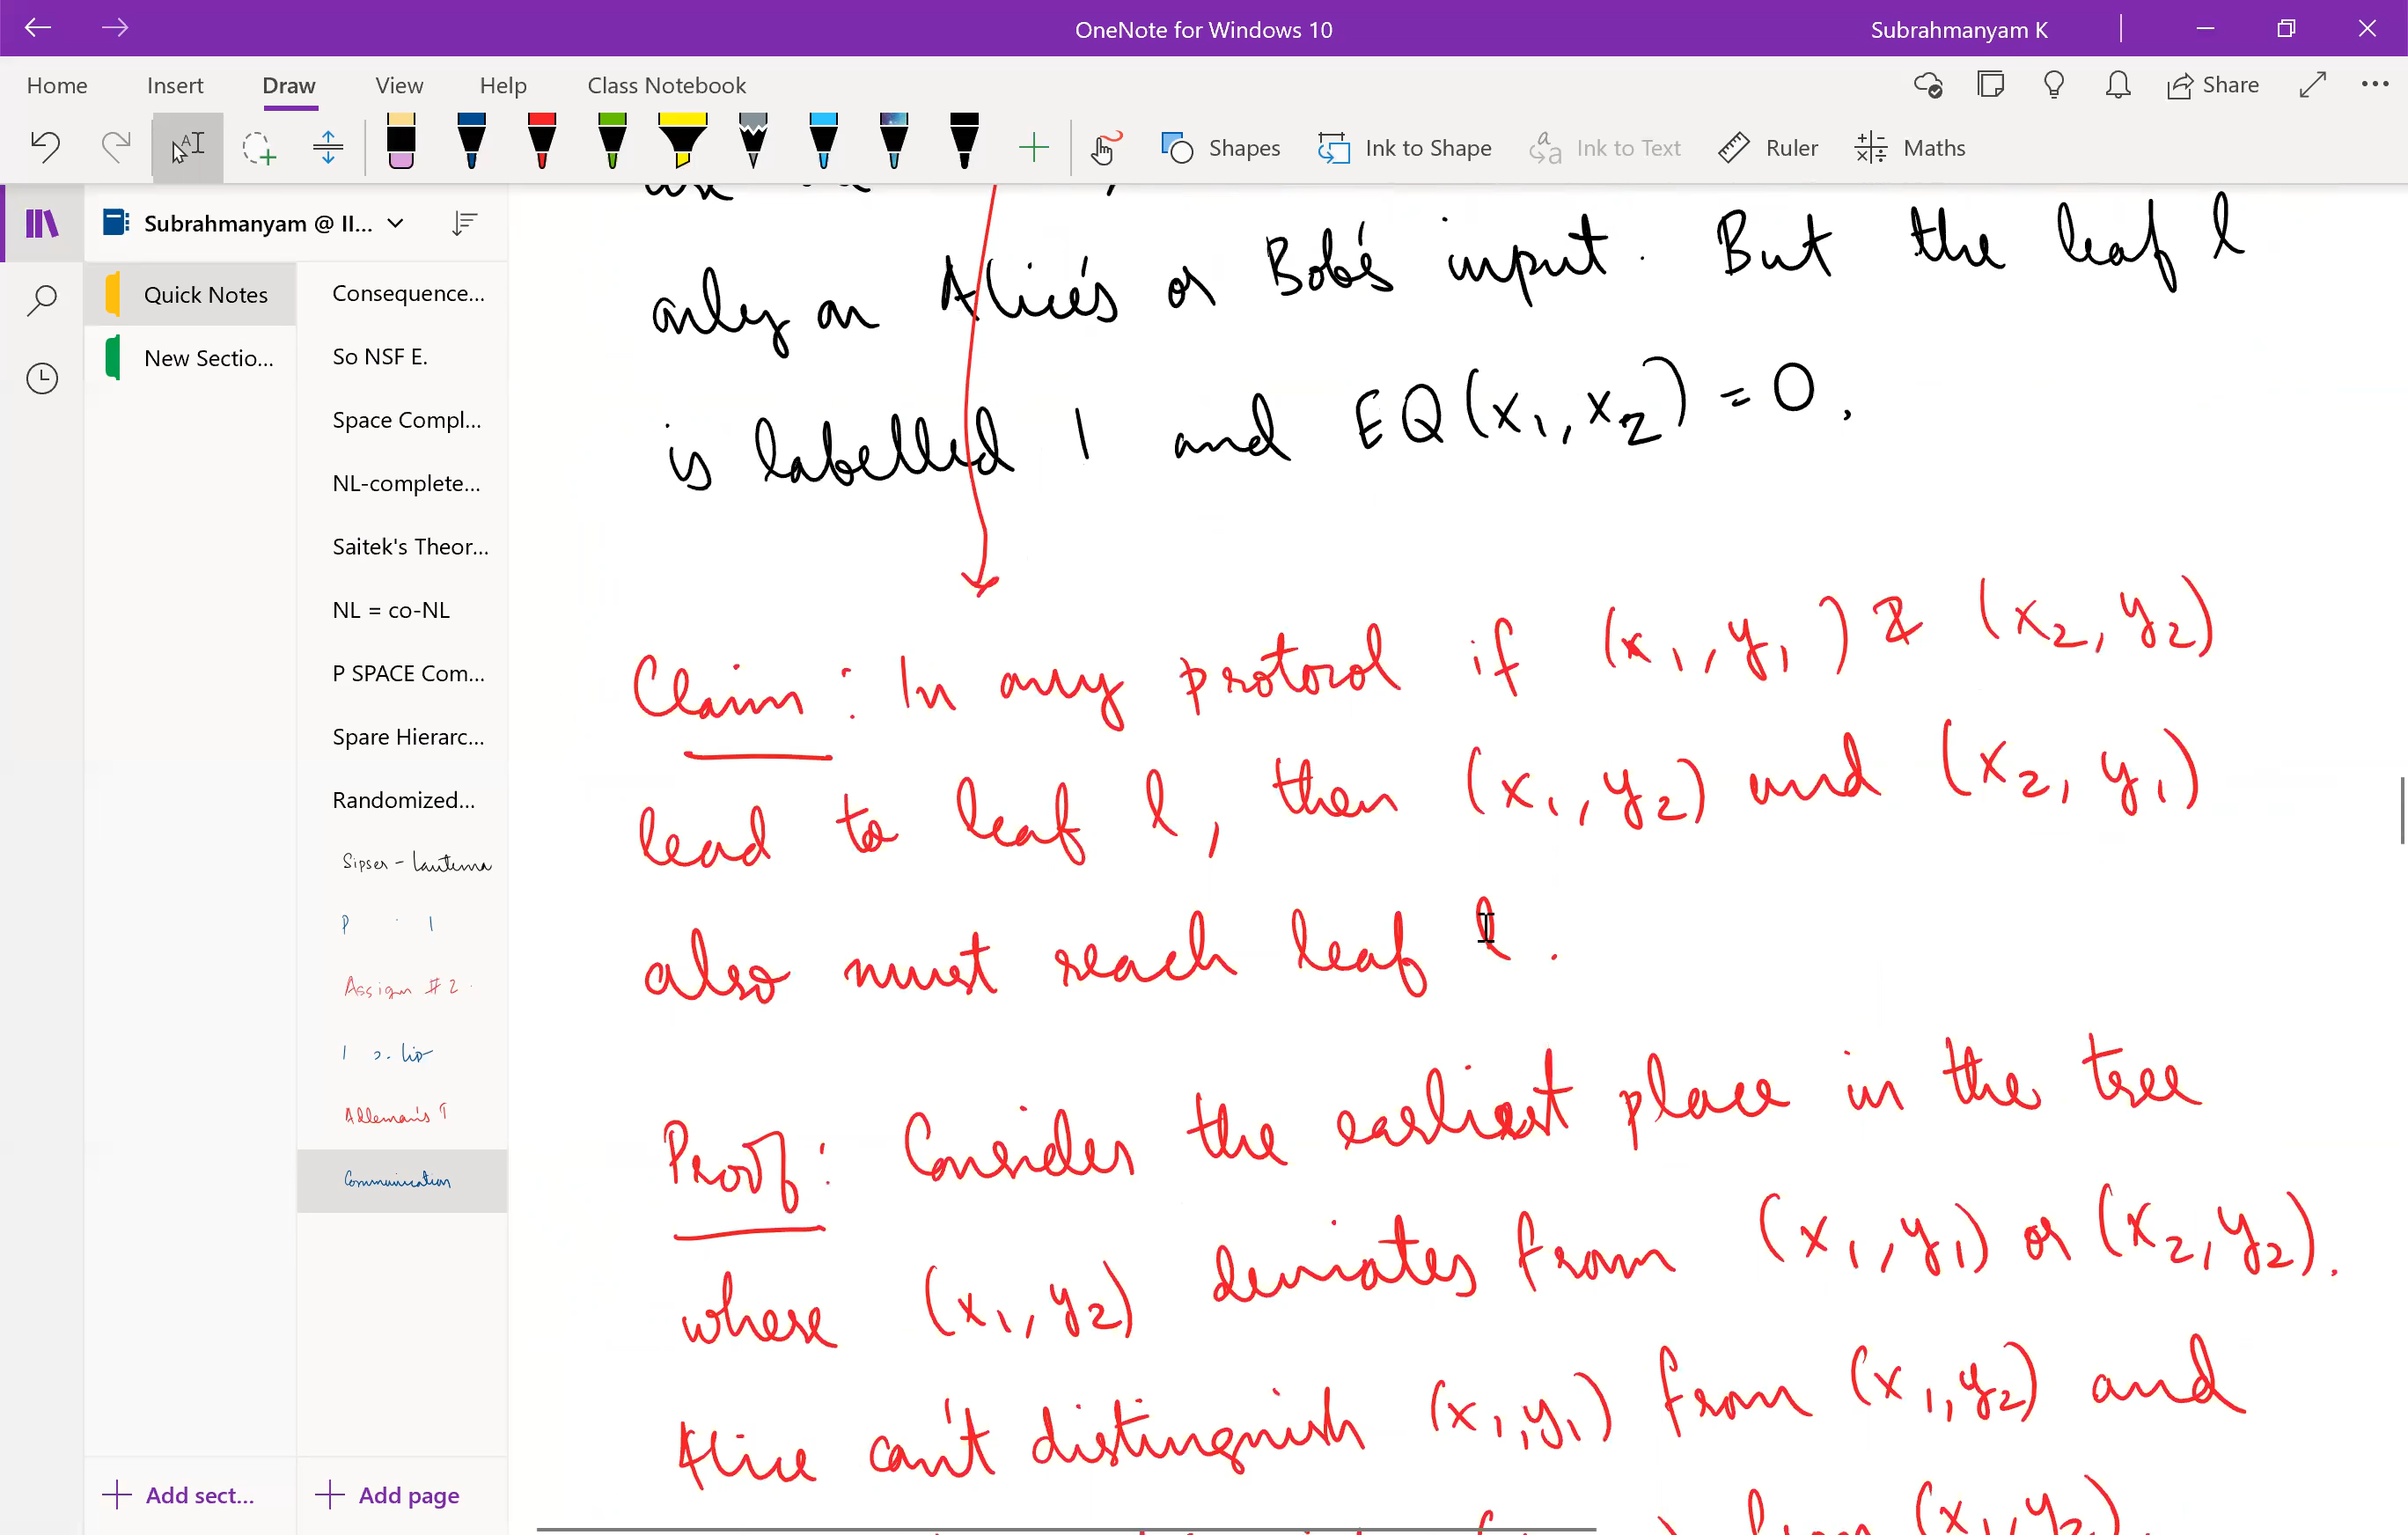 OneNote for Windows 10
Subrahmanyam K
Home Insert Draw View Help Class Notebook
Share
Shapes Ink to Shape Ink to Text Ruler Maths
Subrahmanyam @ II...
Quick Notes
New Sectio...
Consequence...
So NSF E.
Space Compl...
NL-complete...
Saitek's Theor...
NL = co-NL
P SPACE Com...
Spare Hierarc...
Randomized...
Sipser - Lautema
Assign #2
Adleman's T
Communication
Add sect...
Add page
only on Alice's or Bob's input. But the leaf l
is labelled 1 and EQ(x₁, x₂) = 0.
Claim: In any protocol if (x₁, y₁) & (x₂, y₂)
lead to leaf l, then (x₁, y₂) and (x₂, y₁)
also must reach leaf l.
Proof: Consider the earliest place in the tree
where (x₁, y₂) deviates from (x₁, y₁) or (x₂, y₂).
Alice can't distinguish (x₁, y₁) from (x₁, y₂) and
from (x₁, y₂).